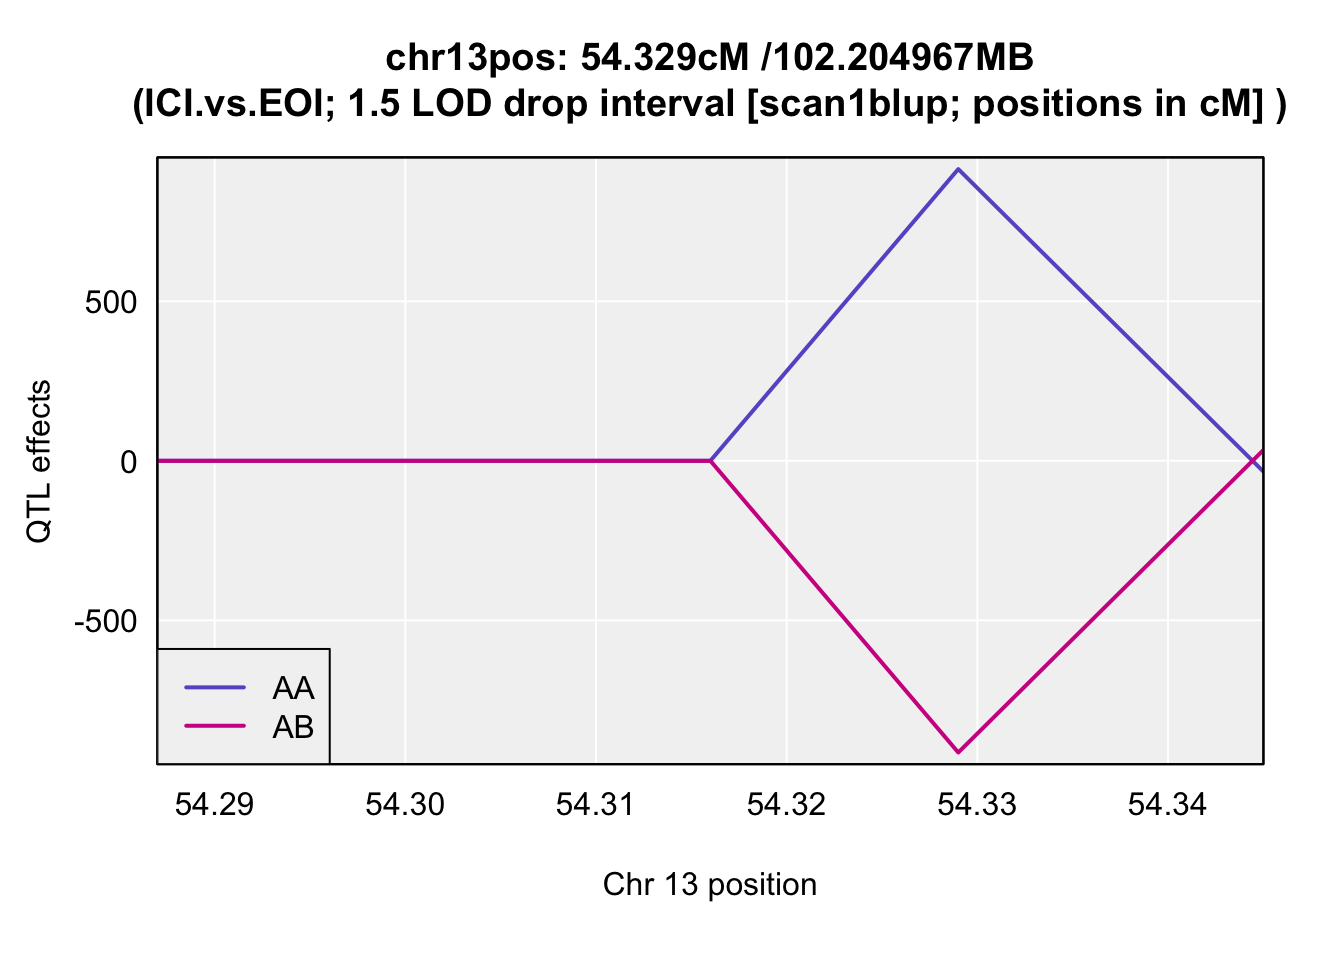 chr13pos: 54.329cM /102.204967MB
(ICI.vs.EOI; 1.5 LOD drop interval [scan1blup; positions in cM] )
QTL effects
500
0
-500
AA
AB
54.29 54.30 54.31 54.32 54.33 54.34
Chr 13 position